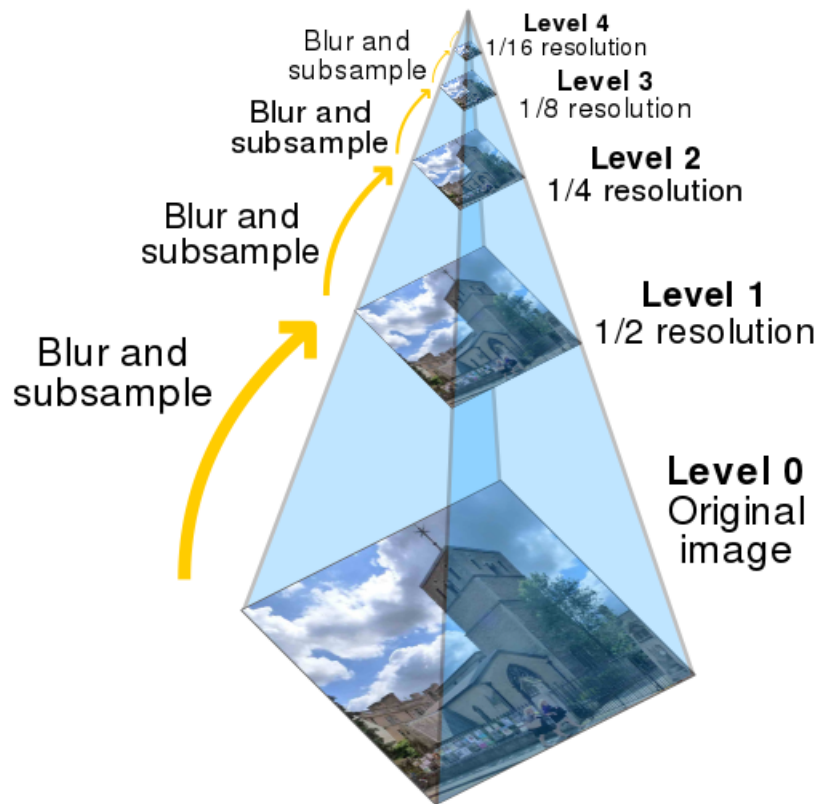 Level 4
1/16 resolution
Blur and
subsample
Level 3
1/8 resolution
Blur and
subsample
Level 2
1/4 resolution
Blur and
subsample
Level 1
1/2 resolution
Blur and
subsample
Level 0
Original
image